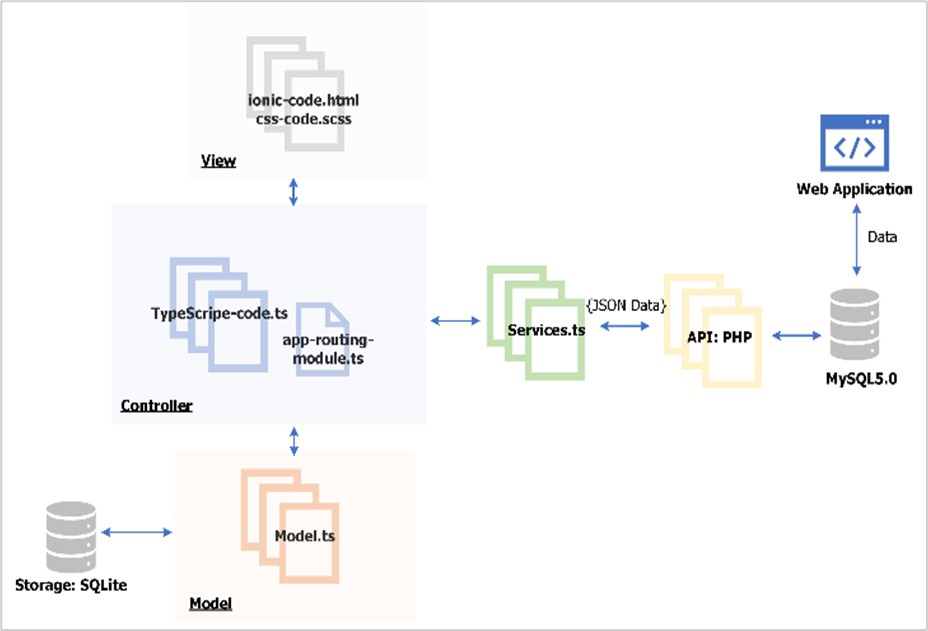 ionic-code.html
css-code.scss
View
Web Application
Data
TypeScripe-code.ts
app-routing-
module.ts
Controller
Services.ts
{JSON Data}
API: PHP
MySQL5.0
Model.ts
Model
Storage: SQLite